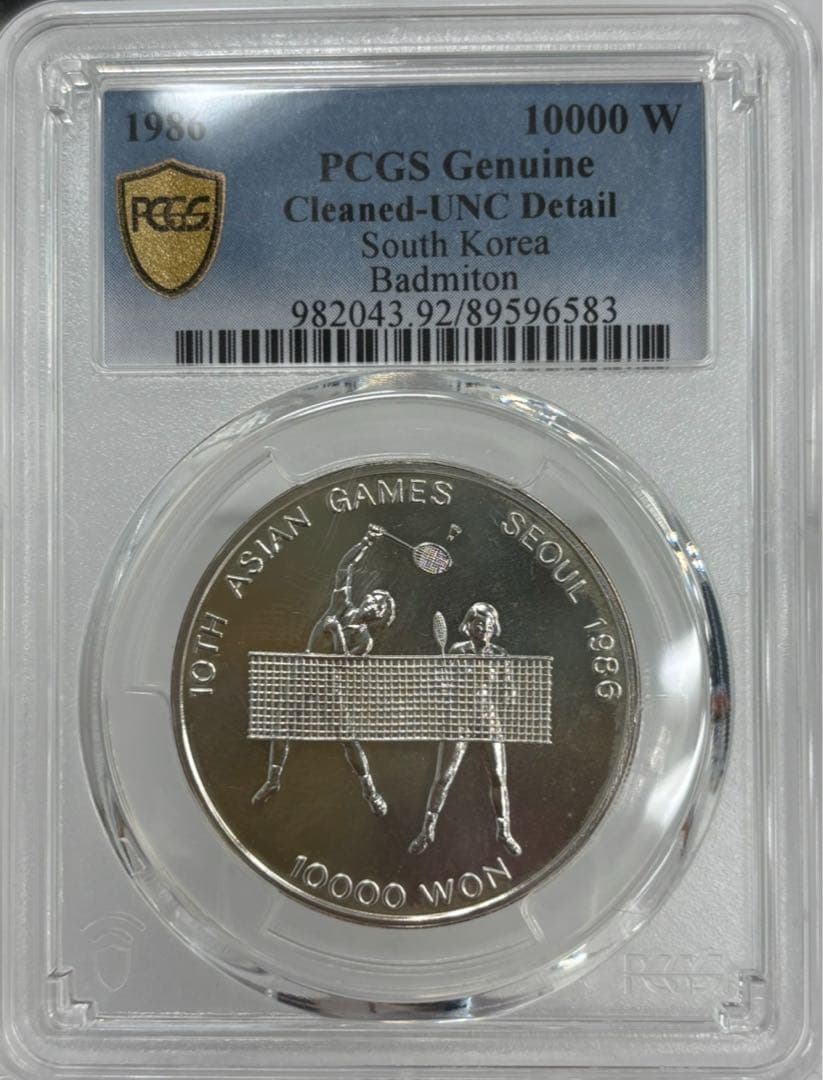 1986 10000 W
PCGS Genuine
Cleaned-UNC Detail
South Korea
Badmiton
982043.92/89596583
PCGS
10TH ASIAN GAMES SEOUL 1986
10000 WON
PCGS